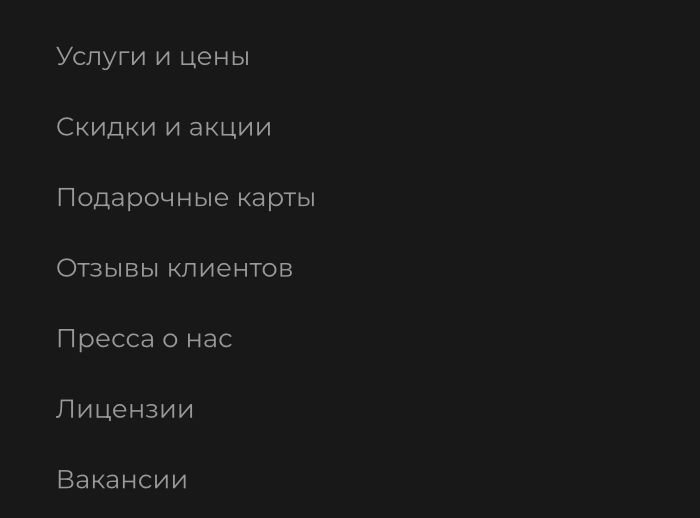 Услуги и цены
Скидки и акции
Подарочные карты
Отзывы клиентов
Пресса о нас
Лицензии
Вакансии